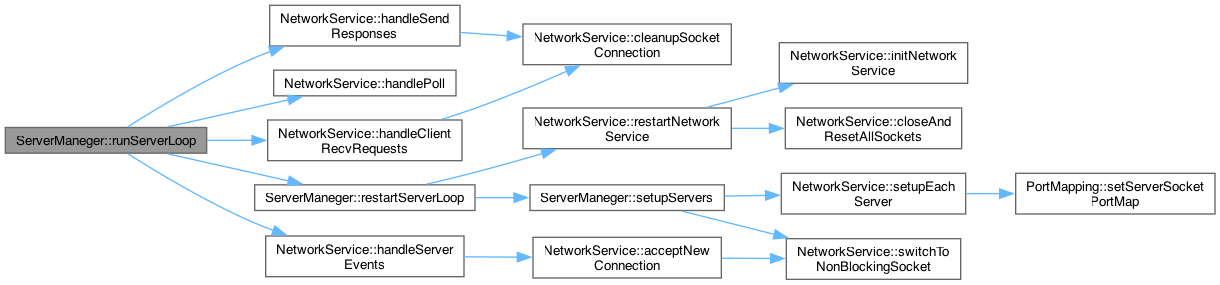 ServerManeger::runServerLoop
NetworkService::handleSend
Responses
NetworkService::handlePoll
NetworkService::handleClient
RecvRequests
ServerManeger::restartServerLoop
NetworkService::handleServer
Events
NetworkService::cleanupSocket
Connection
NetworkService::restartNetwork
Service
ServerManeger::setupServers
NetworkService::acceptNew
Connection
NetworkService::initNetwork
Service
NetworkService::closeAnd
ResetAllSockets
NetworkService::setupEach
Server
NetworkService::switchTo
NonBlockingSocket
PortMapping::setServerSocket
PortMap